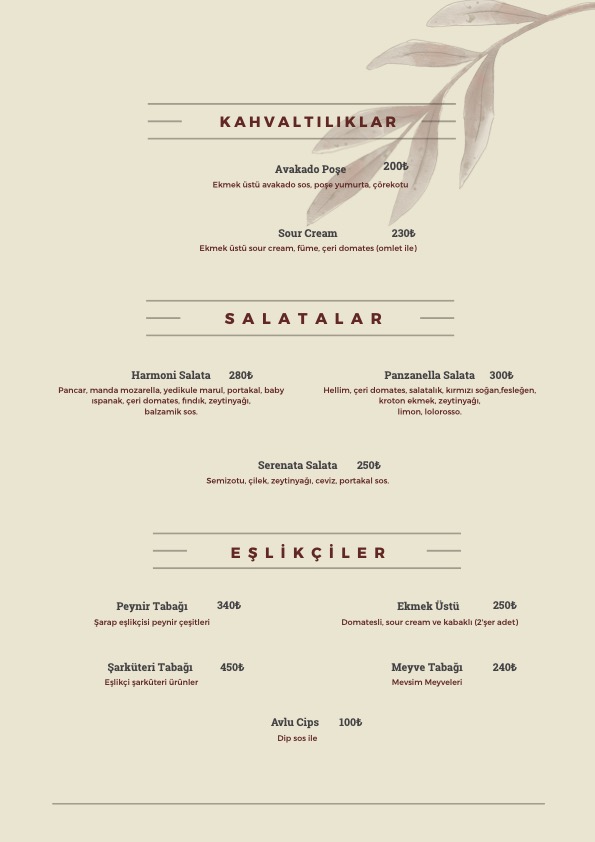 KAHVALTILIKLAR
Avokado Poşe 200₺
Ekmek üstü avakado sos, poşe yumurta, çörekotu
Sour Cream 230₺
Ekmek üstü sour cream, füme, çeri domates (omlet ile)
SALATALAR
Harmoni Salata 280₺
Pancar, manda mozarella, yedikule marul, portakal, baby
ıspanak, çeri domates, fındık, zeytinyağı,
balzamik sos.
Panzanella Salata 300₺
Hellim, çeri domates, salatalık, kırmızı soğan,fesleğen,
kroton ekmek, zeytinyağı,
limon, lolorosso.
Serenata Salata 250₺
Semizotu, çilek, zeytinyağı, ceviz, portakal sos.
EŞLİKÇİLER
Peynir Tabağı 340₺
Şarap eşlikçisi peynir çeşitleri
Ekmek Üstü 250₺
Domatesli, sour cream ve kabaklı (2'şer adet)
Şarküteri Tabağı 450₺
Eşlikçi şarküteri ürünler
Meyve Tabağı 240₺
Mevsim Meyveleri
Avlu Cips 100₺
Dip sos ile